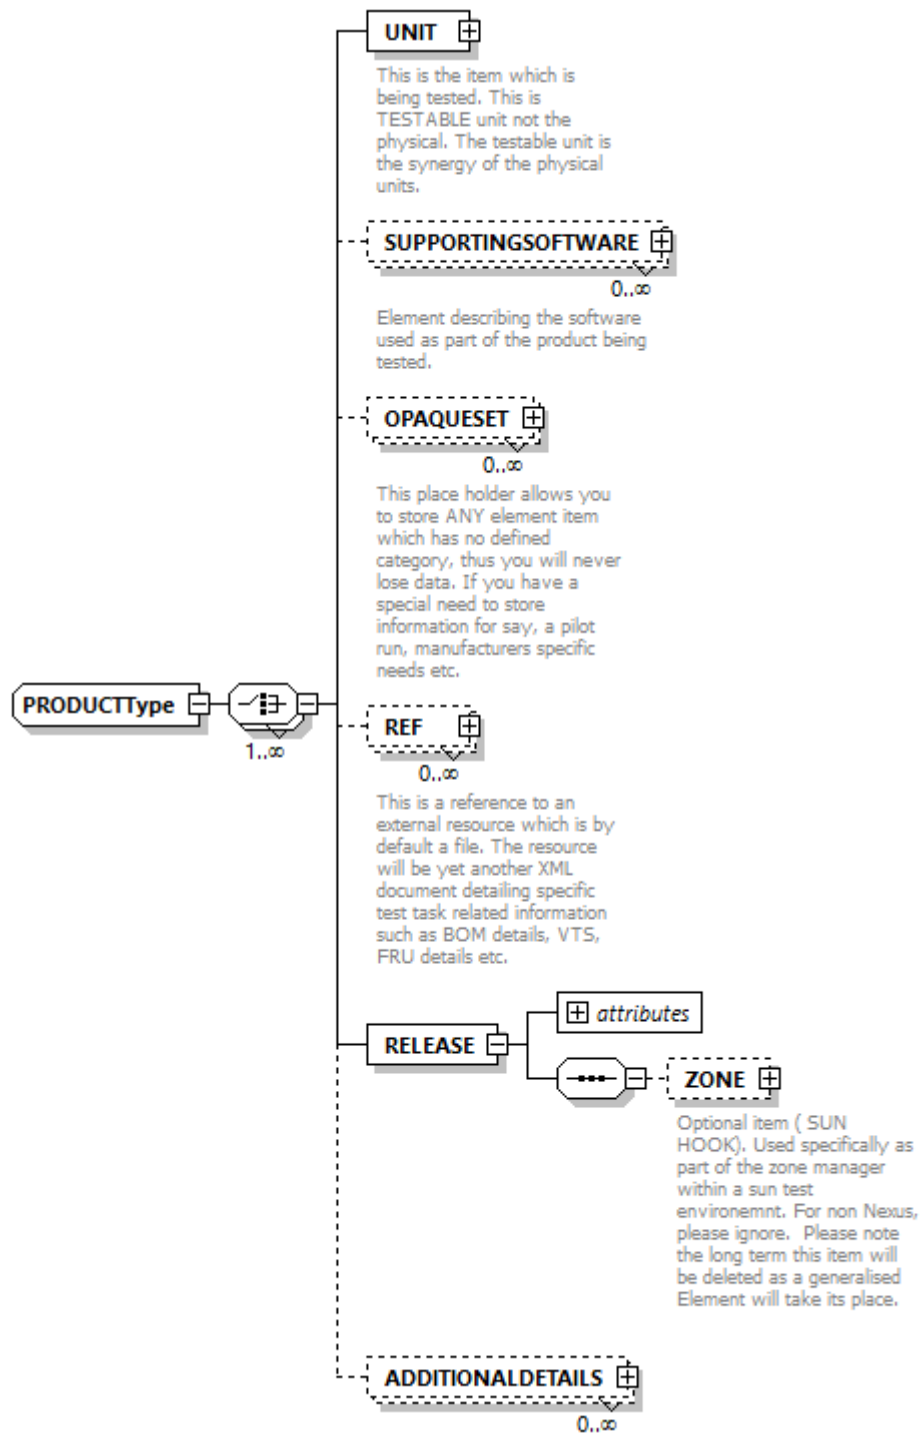 UNIT
This is the item which is
being tested. This is
TESTABLE unit not the
physical. The testable unit is
the synergy of the physical
units.
SUPPORTINGSOFTWARE
0..∞
Element describing the software
used as part of the product being
tested.
OPAQUESET
0..∞
This place holder allows you
to store ANY element item
which has no defined
category, thus you will never
lose data. If you have a
special need to store
information for say, a pilot
run, manufacturers specific
needs etc.
PRODUCTType
1..∞
REF
0..∞
This is a reference to an
external resource which is by
default a file. The resource
will be yet another XML
document detailing specific
test task related information
such as BOM details, VTS,
FRU details etc.
RELEASE
attributes
ZONE
Optional item ( SUN
HOOK). Used specifically as
part of the zone manager
within a sun test
environemnt. For non Nexus,
please ignore.  Please note
the long term this item will
be deleted as a generalised
Element will take its place.
ADDITIONALDETAILS
0..∞